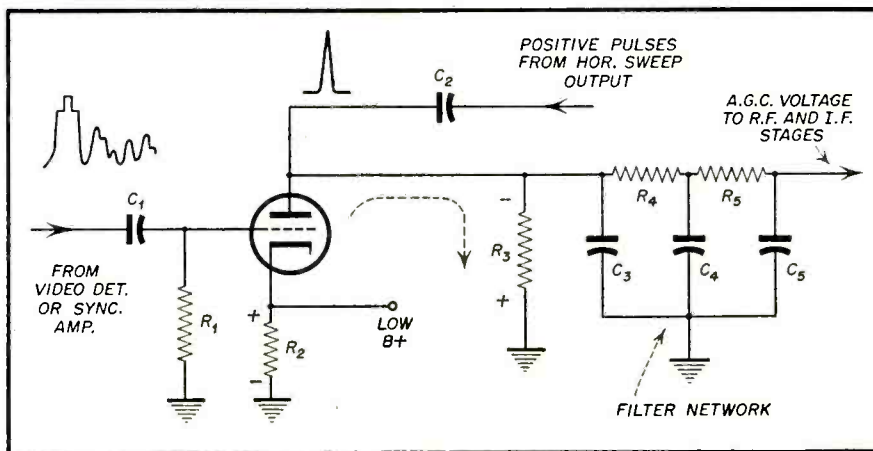 POSITIVE PULSES
FROM HOR. SWEEP
OUTPUT
C2
A.G.C. VOLTAGE
TO R.F. AND I.F.
STAGES
C1
R4
R5
-
R3
+
C3
C4
C5
FROM
VIDEO DET.
OR SYNC.
AMP.
R1
+
R2
-
LOW
B+
FILTER NETWORK